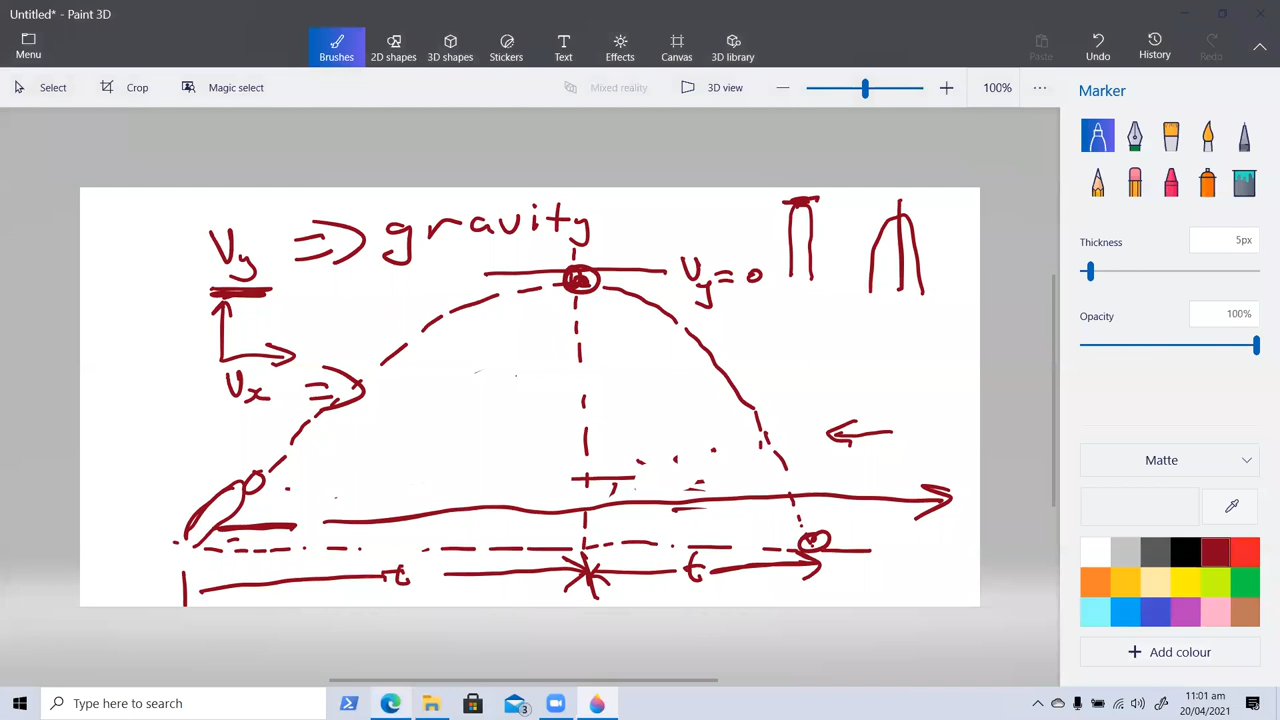 Untitled* - Paint 3D
Menu
Brushes
2D shapes
3D shapes
Stickers
Text
Effects
Canvas
3D library
Paste
Undo
History
Redo
Select
Crop
Magic select
Mixed reality
3D view
100%
Marker
Thickness
5px
Opacity
100%
Matte
Add colour
Vy ⇒ gravity
Vy = 0
Vx ⇒
t
t
Type here to search
3
11:01 am
20/04/2021